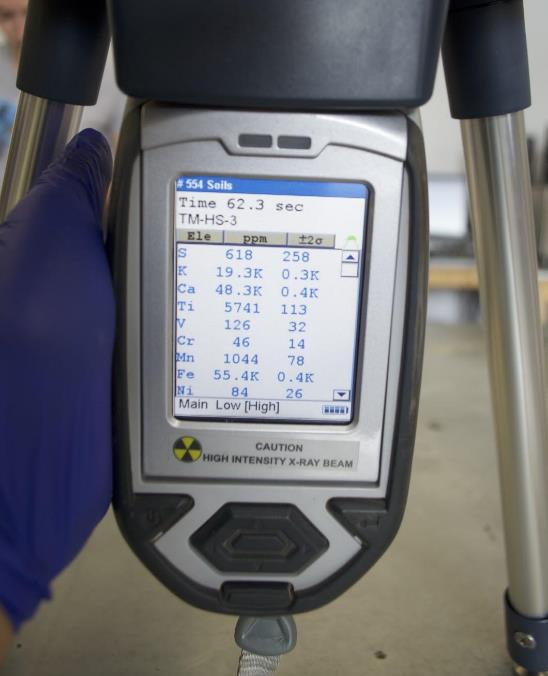 # 554 Soils
Time 62.3 sec
TM-HS-3
Ele ppm ±2σ
S 618 258
K 19.3K 0.3K
Ca 48.3K 0.4K
Ti 5741 113
V 126 32
Cr 46 14
Mn 1044 78
Fe 55.4K 0.4K
Ni 84 26
Main Low [High]
CAUTION
HIGH INTENSITY X-RAY BEAM